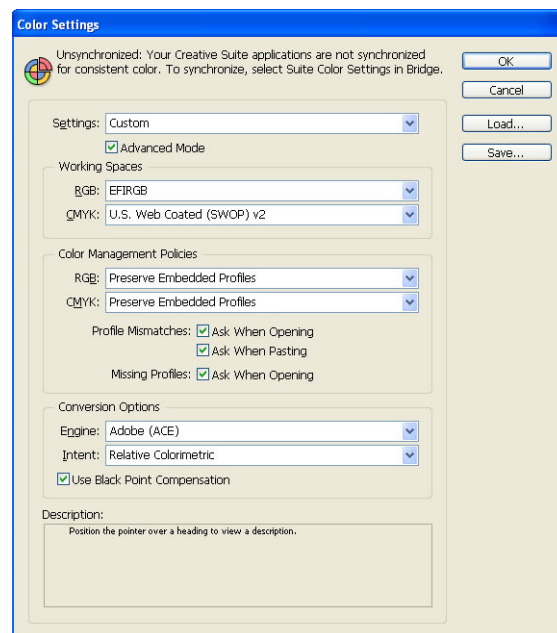 Color Settings
Unsynchronized: Your Creative Suite applications are not synchronized
for consistent color. To synchronize, select Suite Color Settings in Bridge.
OK
Cancel
Load...
Save...
Settings: Custom
Advanced Mode
Working Spaces
RGB: EFIRGB
CMYK: U.S. Web Coated (SWOP) v2
Color Management Policies
RGB: Preserve Embedded Profiles
CMYK: Preserve Embedded Profiles
Profile Mismatches: Ask When Opening
Ask When Pasting
Missing Profiles: Ask When Opening
Conversion Options
Engine: Adobe (ACE)
Intent: Relative Colorimetric
Use Black Point Compensation
Description:
Position the pointer over a heading to view a description.